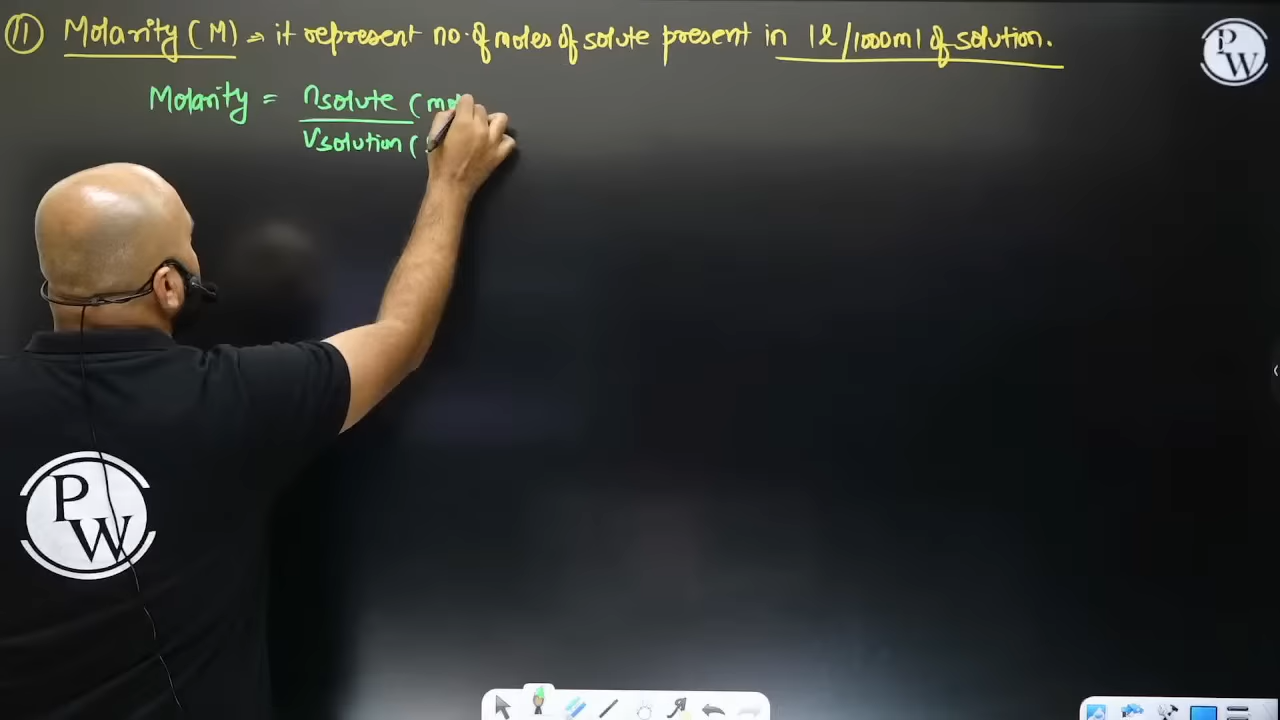 11 Molarity (M) → it represent no. of moles of solute present in 1l/1000ml of solution.
PW
Molarity = nsolute (mol
Vsolution (
PW